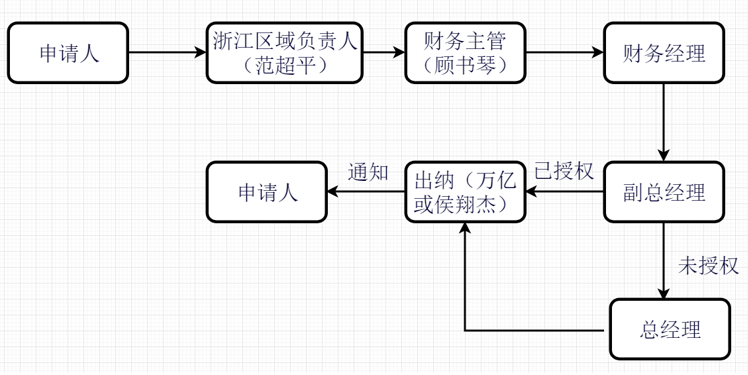 申请人
浙江区域负责人
（范超平）
财务主管
（顾书琴）
财务经理
申请人
通知
出纳（万亿
或侯翔杰）
已授权
副总经理
未授权
总经理